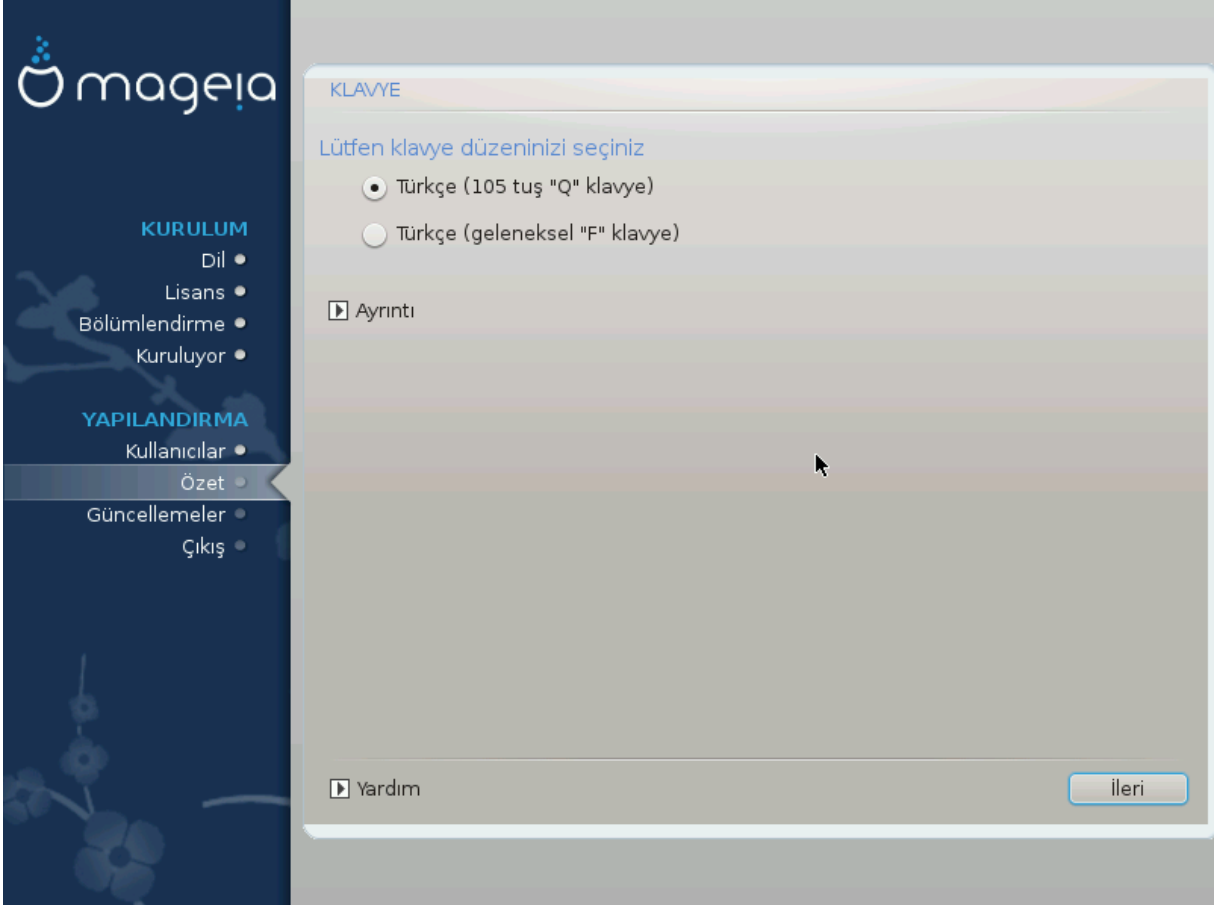 mageia
KURULUM
Dil
Lisans
Bölümlendirme
Kuruluyor
YAPILANDIRMA
Kullanıcılar
Özet
Güncellemeler
Çıkış
KLAVYE
Lütfen klavye düzeninizi seçiniz
Türkçe (105 tuş "Q" klavye)
Türkçe (geleneksel "F" klavye)
Ayrıntı
Yardım
İleri